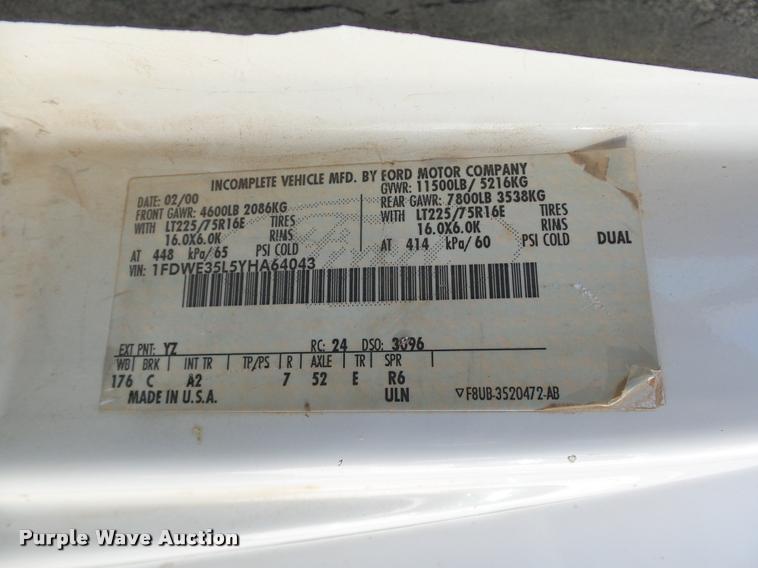 INCOMPLETE VEHICLE MFD. BY FORD MOTOR COMPANY
DATE: 02/00 GVWR: 11500LB/ 5216KG
FRONT GAWR: 4600LB 2086KG REAR GAWR: 7800LB 3538KG
WITH LT225/75R16E TIRES WITH LT225/75R16E TIRES
16.0X6.0K RIMS 16.0X6.0K RIMS
AT 448 kPa/65 PSI COLD AT 414 kPa/60 PSI COLD DUAL
VIN: 1FDWE35L5YHA64043
EXT PNT: YZ RC: 24 DSO: 3096
WB BRK INT TR TP/PS R AXLE TR SPR
176 C A2 7 52 E R6
MADE IN U.S.A. ULN ▽F8UB-3520472-AB
Purple Wave Auction